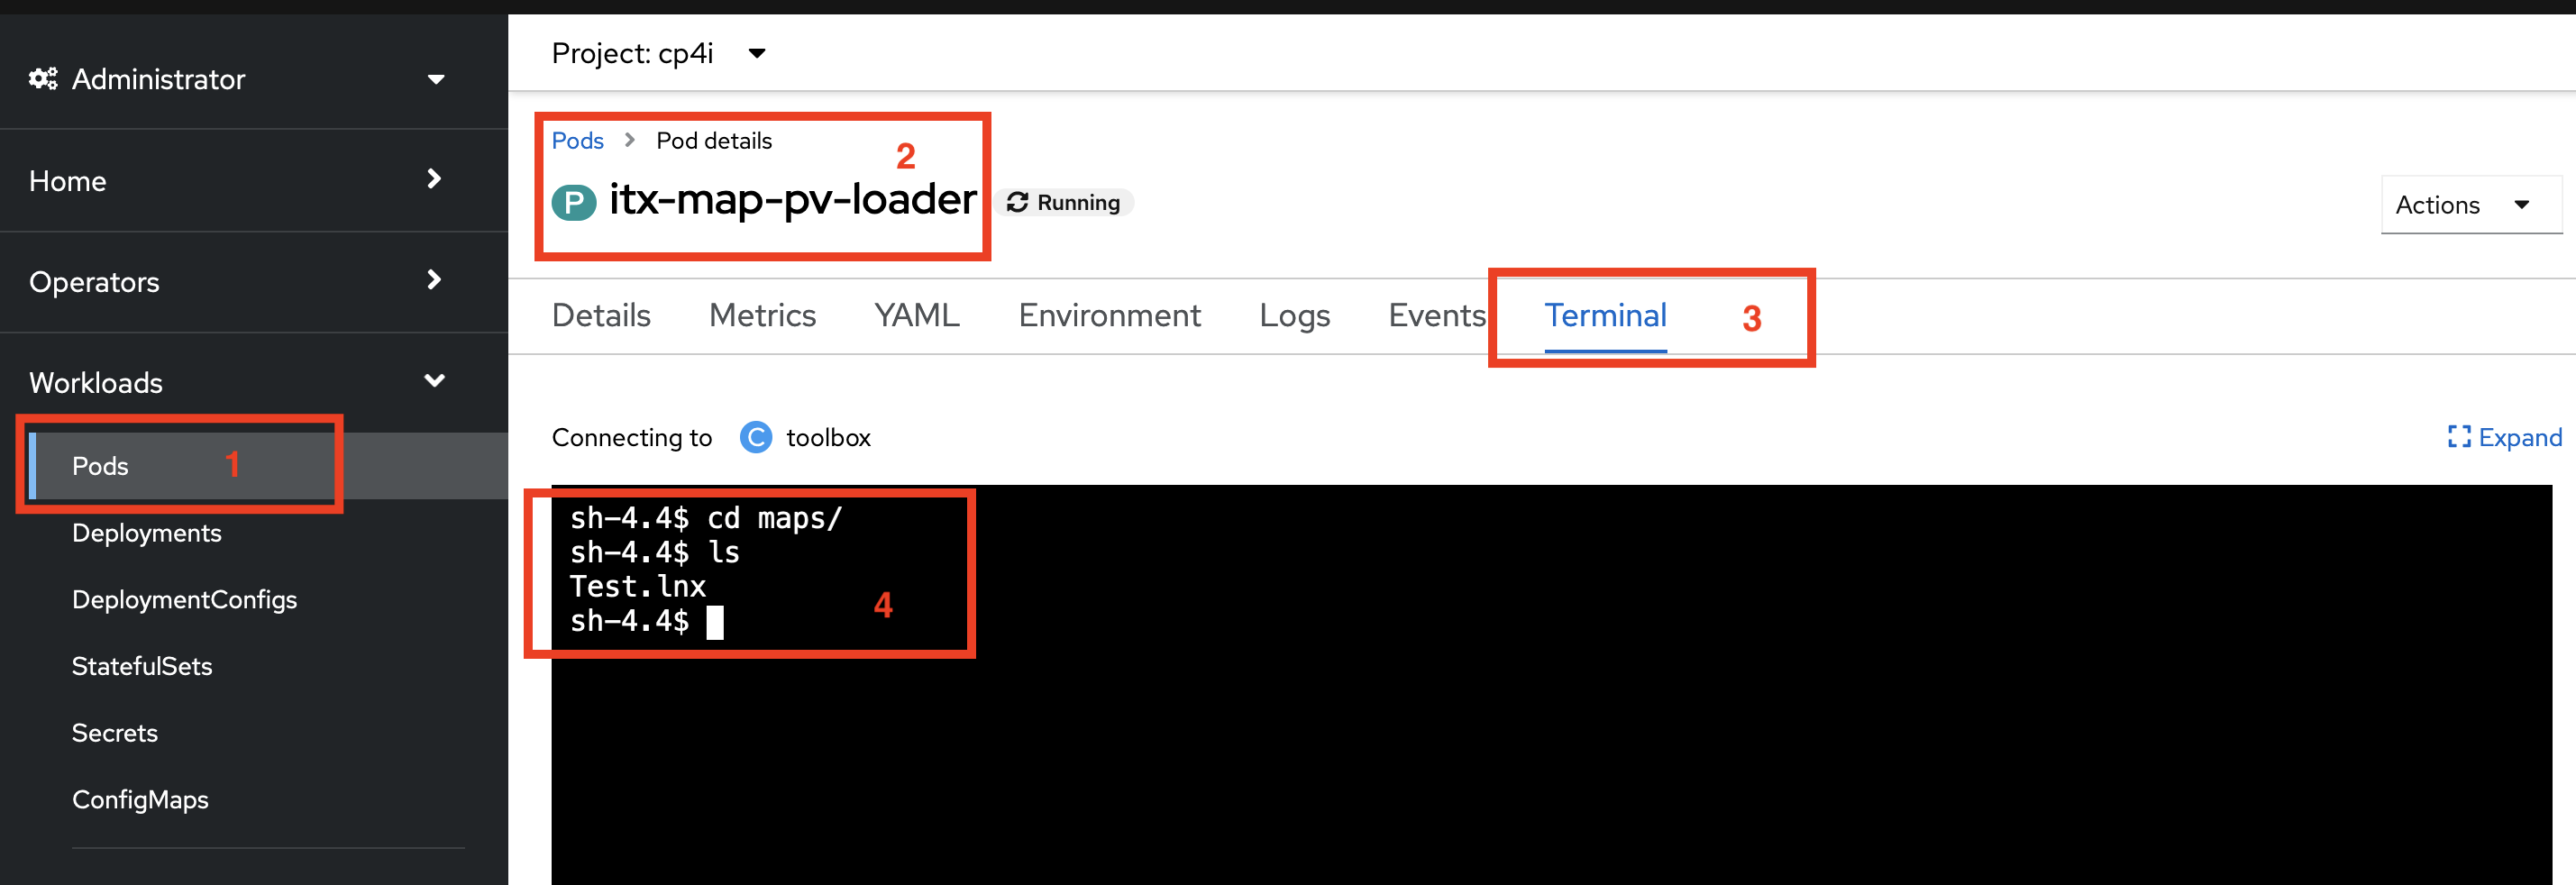 Administrator
Home
Operators
Workloads
Pods 1
Deployments
DeploymentConfigs
StatefulSets
Secrets
ConfigMaps
Project: cp4i
Pods > Pod details
2
P itx-map-pv-loader Running
Actions
Details Metrics YAML Environment Logs Events Terminal 3
Connecting to C toolbox
Expand
sh-4.4$ cd maps/
sh-4.4$ ls
Test.lnx
sh-4.4$
4